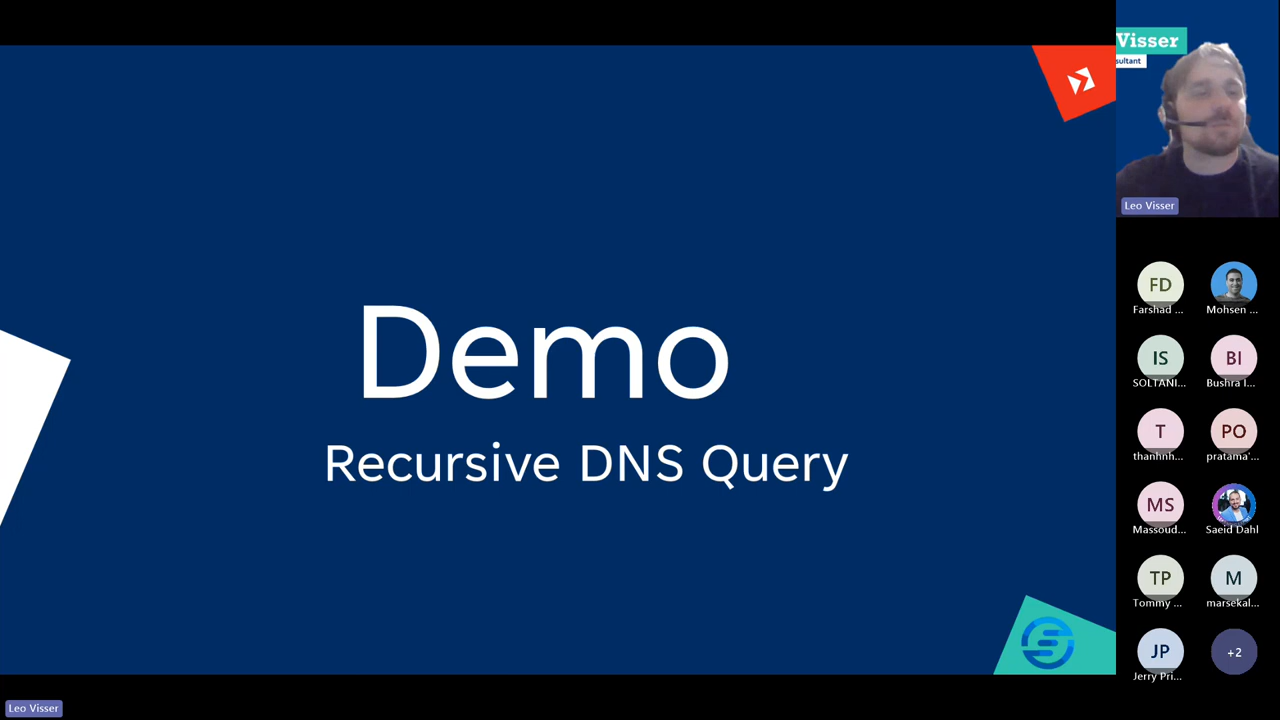 Demo
Recursive DNS Query
Visser
sultant
Leo Visser
FD
Farshad ...
Mohsen ...
IS
SOLTANI...
BI
Bushra I...
T
thanhnh...
PO
pratama'...
MS
Massoud...
Saeid Dahl
TP
Tommy ...
M
marsekal...
JP
Jerry Pri...
+2
Leo Visser